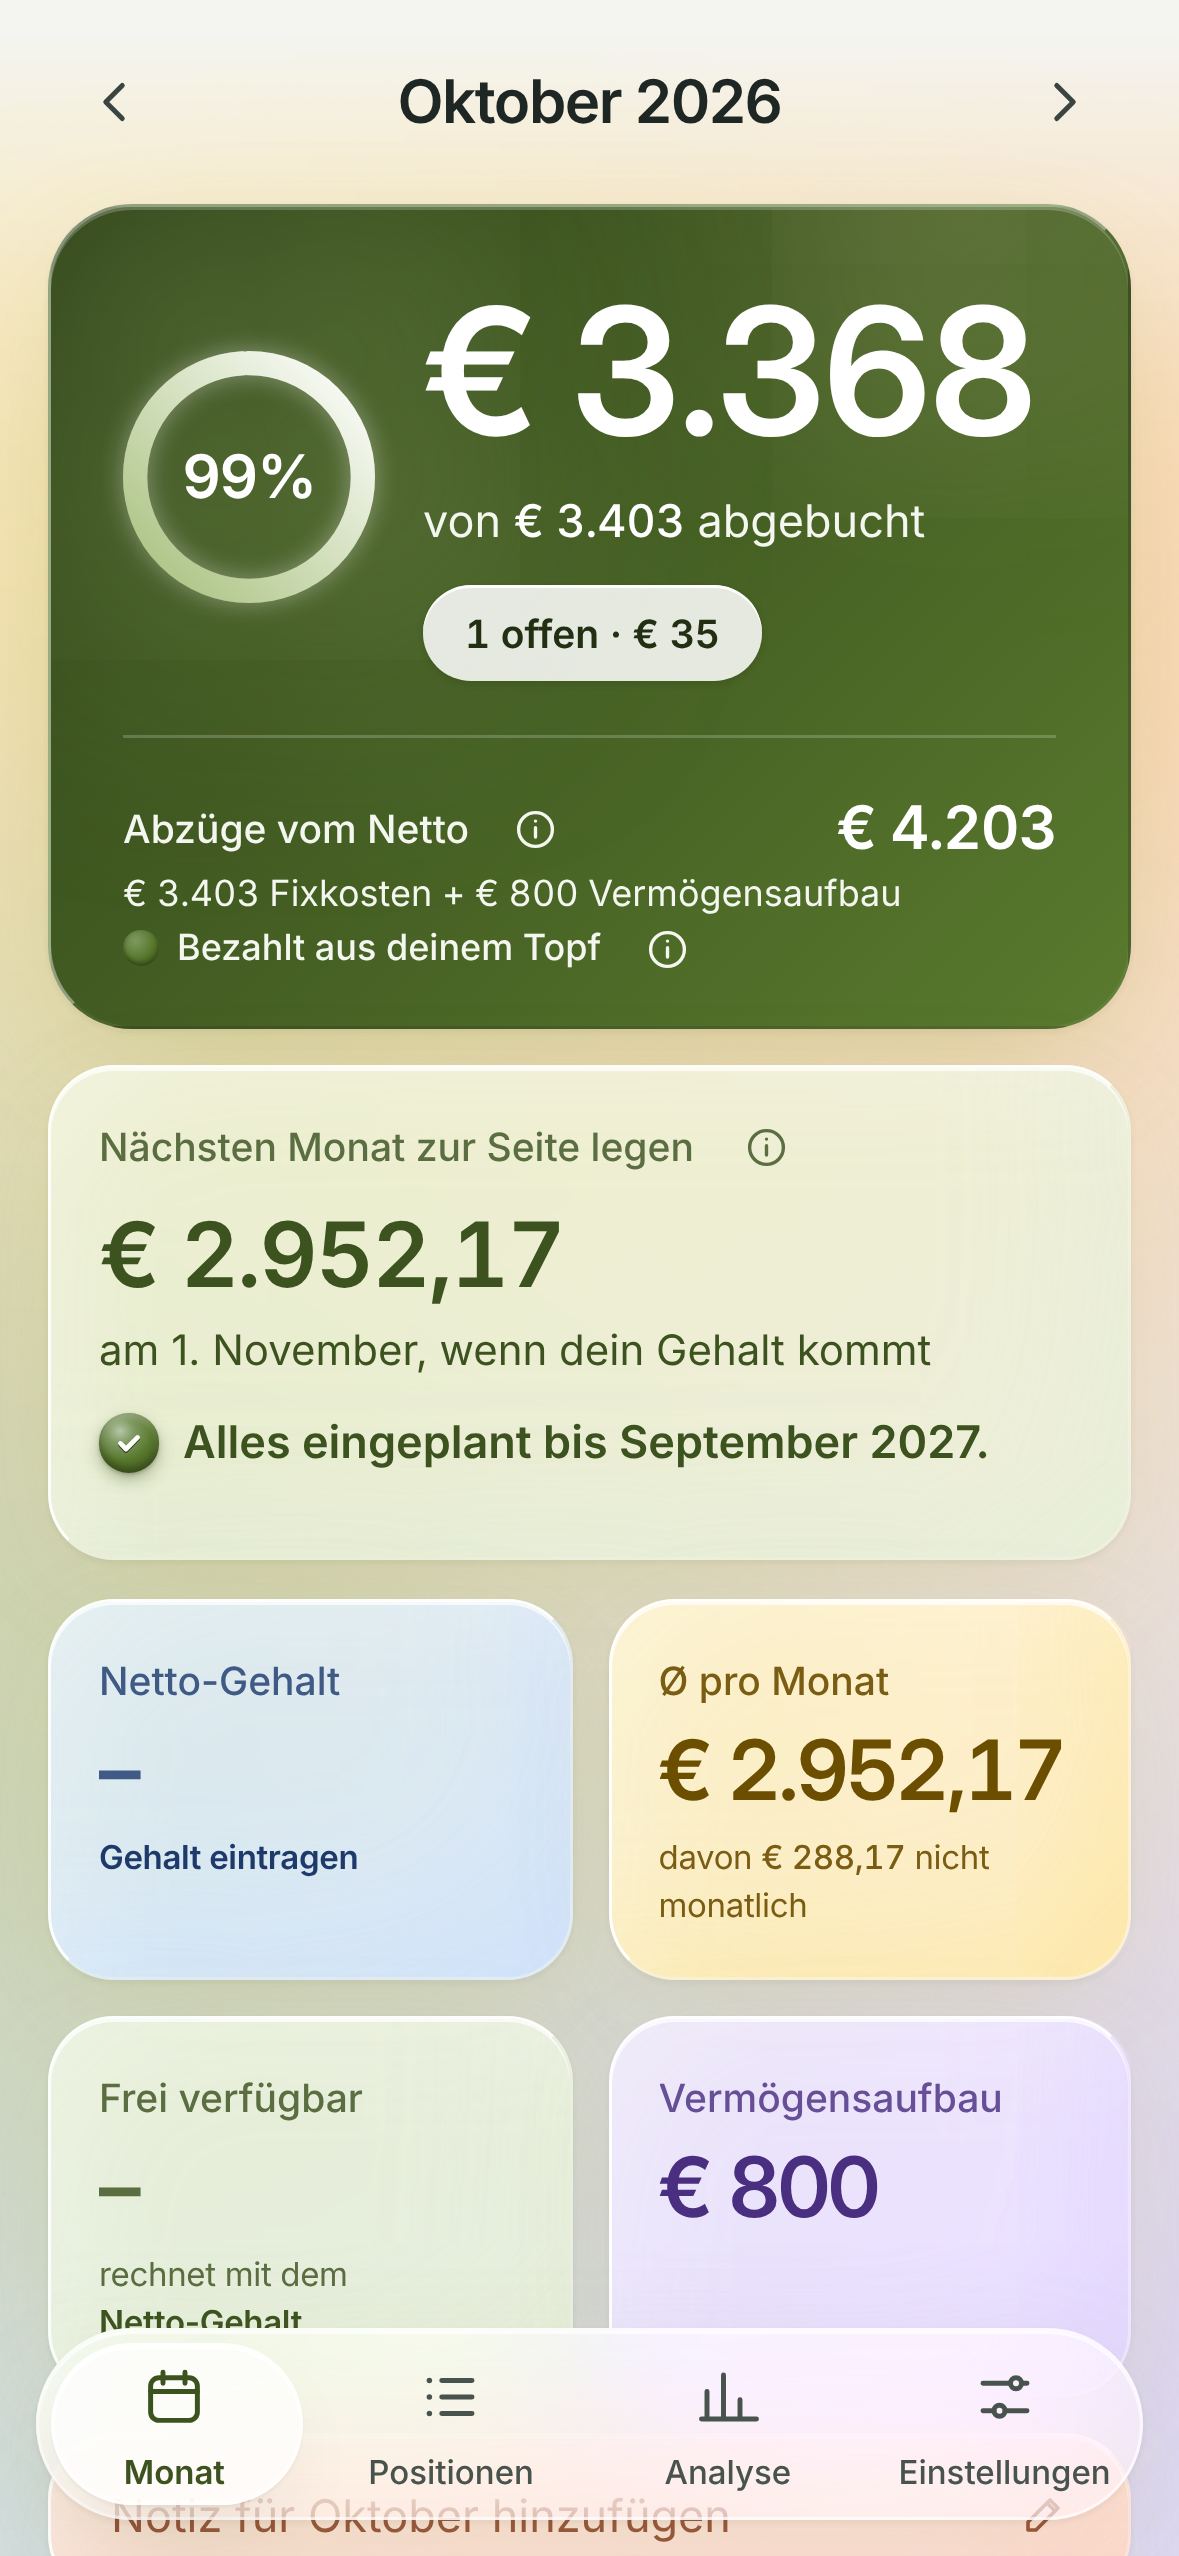 Oktober 2026
€ 3.368
99%
von € 3.403 abgebucht
1 offen · € 35
Abzüge vom Netto
€ 4.203
€ 3.403 Fixkosten + € 800 Vermögensaufbau
Bezahlt aus deinem Topf
Nächsten Monat zur Seite legen
€ 2.952,17
am 1. November, wenn dein Gehalt kommt
Alles eingeplant bis September 2027.
Netto-Gehalt
–
Gehalt eintragen
Ø pro Monat
€ 2.952,17
davon € 288,17 nicht
monatlich
Frei verfügbar
–
rechnet mit dem
Netto-Gehalt
Vermögensaufbau
€ 800
Monat
Positionen
Analyse
Einstellungen
Notiz für Oktober hinzufügen